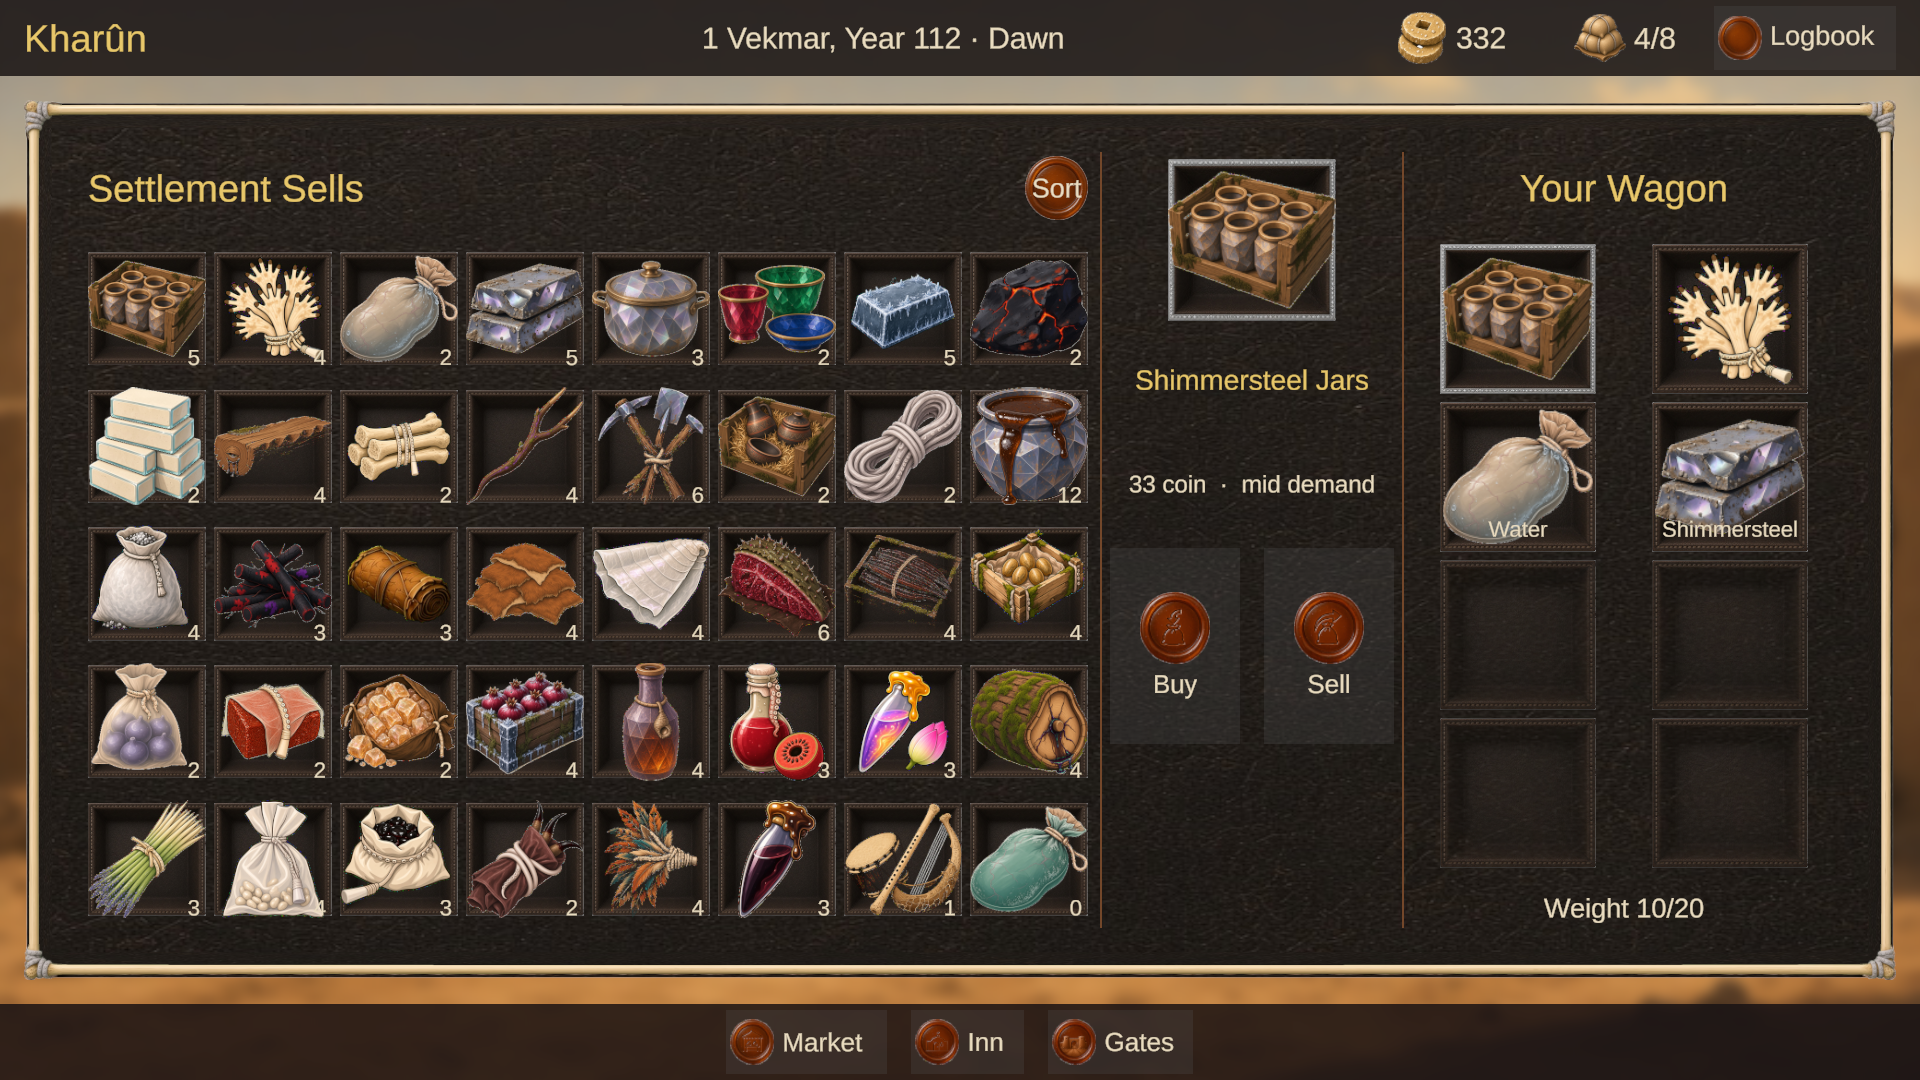 Kharûn
1 Vekmar, Year 112 · Dawn
332
4/8
Logbook
Settlement Sells
Sort
5 4 2 5 3 2 5 2
2 4 2 4 6 2 2 12
4 3 3 4 4 6 4 4
2 2 2 4 4 3 3 4
3 4 3 2 4 3 1 0
Shimmersteel Jars
33 coin · mid demand
Buy
Sell
Your Wagon
Water
Shimmersteel
Weight 10/20
Market
Inn
Gates